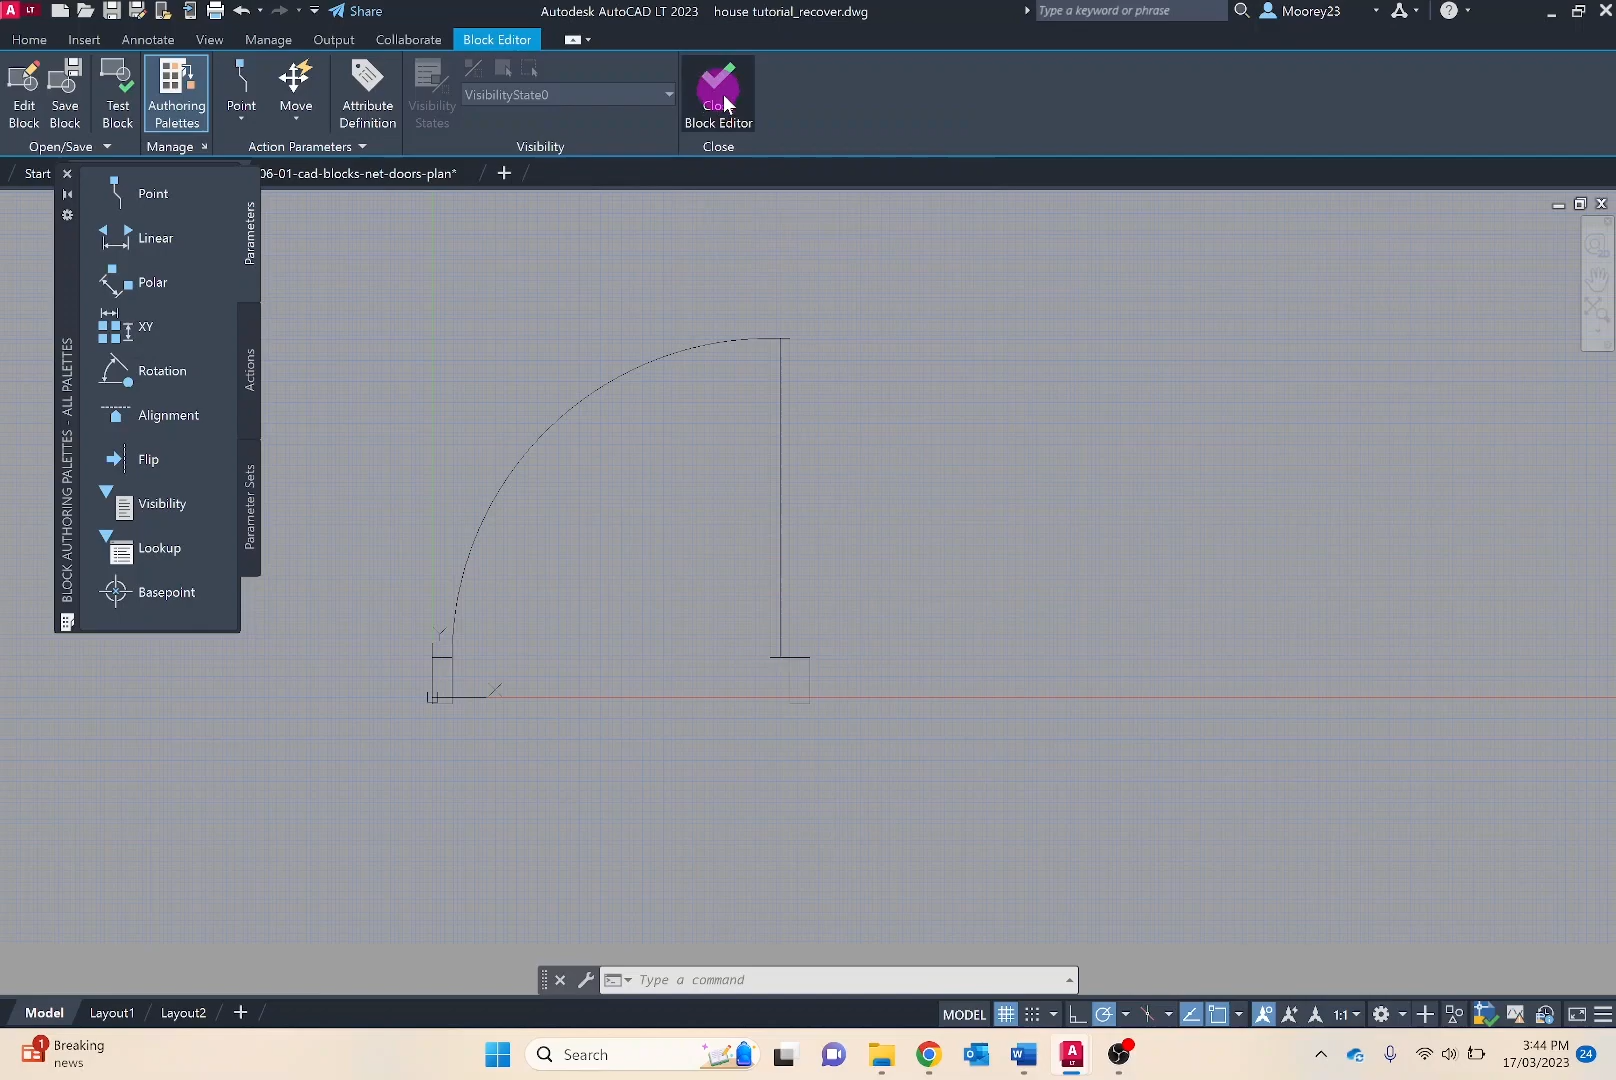 A LT
Share
Autodesk AutoCAD LT 2023 house tutorial_recover.dwg
Type a keyword or phrase
Moorey23
Home Insert Annotate View Manage Output Collaborate Block Editor
Edit Block
Save Block
Test Block
Authoring Palettes
Point
Move
Attribute Definition
Visibility States
VisibilityState0
Block Editor
Open/Save
Manage
Action Parameters
Visibility
Close
Start
06-01-cad-blocks-net-doors-plan*
Point
Linear
Polar
XY
Rotation
Alignment
Flip
Visibility
Lookup
Basepoint
Parameters
Actions
Parameter Sets
BLOCK AUTHORING PALETTES - ALL PALETTES
Y
X
Type a command
Model Layout1 Layout2
MODEL
1:1
1
Breaking
news
Search
3:44 PM
17/03/2023
24